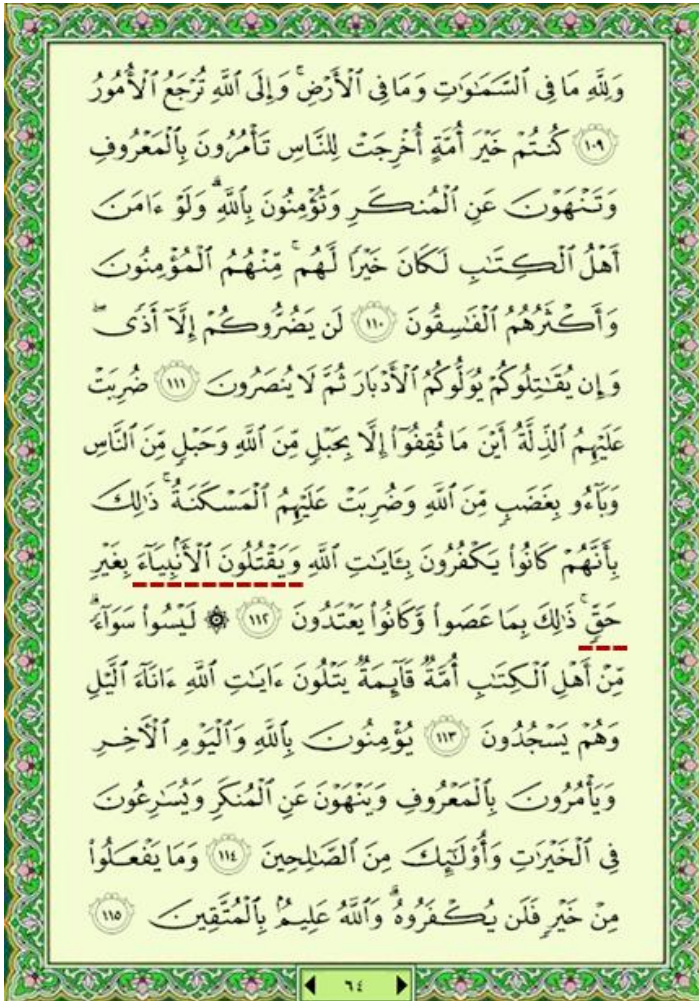 وَلِلَّهِ مَا فِي ٱلسَّمَٰوَٰتِ وَمَا فِي ٱلْأَرْضِ ۚ وَإِلَى ٱللَّهِ تُرْجَعُ ٱلْأُمُورُ
١٠٩ كُنتُمْ خَيْرَ أُمَّةٍ أُخْرِجَتْ لِلنَّاسِ تَأْمُرُونَ بِٱلْمَعْرُوفِ
وَتَنْهَوْنَ عَنِ ٱلْمُنكَرِ وَتُؤْمِنُونَ بِٱللَّهِ ۗ وَلَوْ ءَامَنَ
أَهْلُ ٱلْكِتَٰبِ لَكَانَ خَيْرًا لَّهُم ۚ مِّنْهُمُ ٱلْمُؤْمِنُونَ
وَأَكْثَرُهُمُ ٱلْفَٰسِقُونَ ١١٠ لَن يَضُرُّوكُمْ إِلَّآ أَذًى ۖ
وَإِن يُقَٰتِلُوكُمْ يُوَلُّوكُمُ ٱلْأَدْبَارَ ثُمَّ لَا يُنصَرُونَ ١١١ ضُرِبَتْ
عَلَيْهِمُ ٱلذِّلَّةُ أَيْنَ مَا ثُقِفُوٓا۟ إِلَّا بِحَبْلٍ مِّنَ ٱللَّهِ وَحَبْلٍ مِّنَ ٱلنَّاسِ
وَبَآءُو بِغَضَبٍ مِّنَ ٱللَّهِ وَضُرِبَتْ عَلَيْهِمُ ٱلْمَسْكَنَةُ ۚ ذَٰلِكَ
بِأَنَّهُمْ كَانُوا۟ يَكْفُرُونَ بِـَٔايَٰتِ ٱللَّهِ وَيَقْتُلُونَ ٱلْأَنۢبِيَآءَ بِغَيْرِ
حَقٍّ ۚ ذَٰلِكَ بِمَا عَصَوا۟ وَّكَانُوا۟ يَعْتَدُونَ ١١٢ ۞ لَيْسُوا۟ سَوَآءً ۗ
مِّنْ أَهْلِ ٱلْكِتَٰبِ أُمَّةٌ قَآئِمَةٌ يَتْلُونَ ءَايَٰتِ ٱللَّهِ ءَانَآءَ ٱلَّيْلِ
وَهُمْ يَسْجُدُونَ ١١٣ يُؤْمِنُونَ بِٱللَّهِ وَٱلْيَوْمِ ٱلْءَاخِرِ
وَيَأْمُرُونَ بِٱلْمَعْرُوفِ وَيَنْهَوْنَ عَنِ ٱلْمُنكَرِ وَيُسَٰرِعُونَ
فِي ٱلْخَيْرَٰتِ وَأُو۟لَٰٓئِكَ مِنَ ٱلصَّٰلِحِينَ ١١٤ وَمَا يَفْعَلُوا۟
مِنْ خَيْرٍ فَلَن يُكْفَرُوهُ ۗ وَٱللَّهُ عَلِيمٌۢ بِٱلْمُتَّقِينَ ١١٥
٦٤